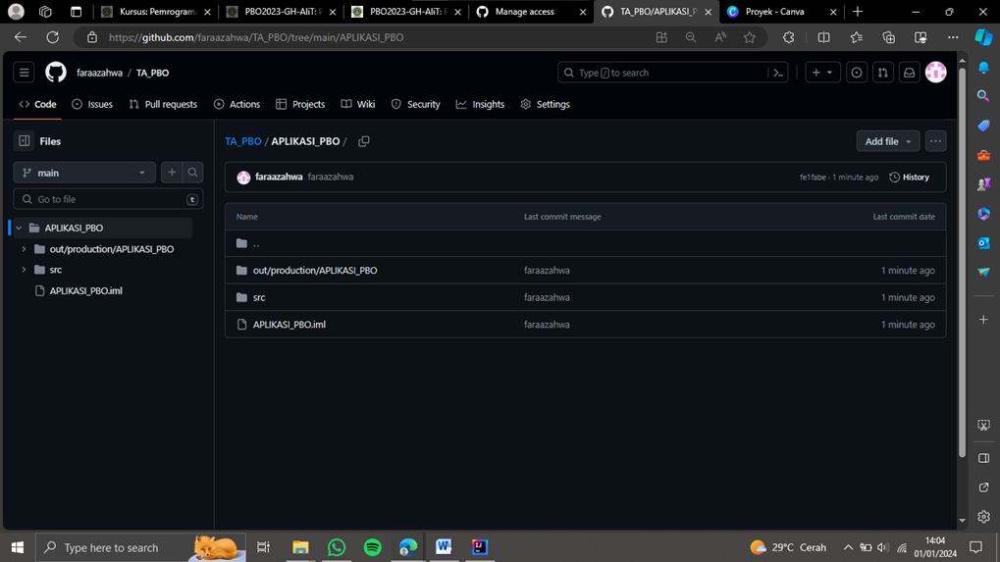 Kursus: Pemrograma
PBO2023-GH-AliT: P
PBO2023-GH-AliT: P
Manage access
TA_PBO/APLIKASI_P
Proyek - Canva
https://github.com/faraazahwa/TA_PBO/tree/main/APLIKASI_PBO
faraazahwa / TA_PBO
Type / to search
Code Issues Pull requests Actions Projects Wiki Security Insights Settings
Files
TA_PBO / APLIKASI_PBO /
Add file
main
faraazahwa faraazahwa
fe1fabe · 1 minute ago History
Go to file t
Name Last commit message Last commit date
APLIKASI_PBO
. .
out/production/APLIKASI_PBO
src
APLIKASI_PBO.iml
out/production/APLIKASI_PBO faraazahwa 1 minute ago
src faraazahwa 1 minute ago
APLIKASI_PBO.iml faraazahwa 1 minute ago
Type here to search
29°C Cerah
14:04
01/01/2024